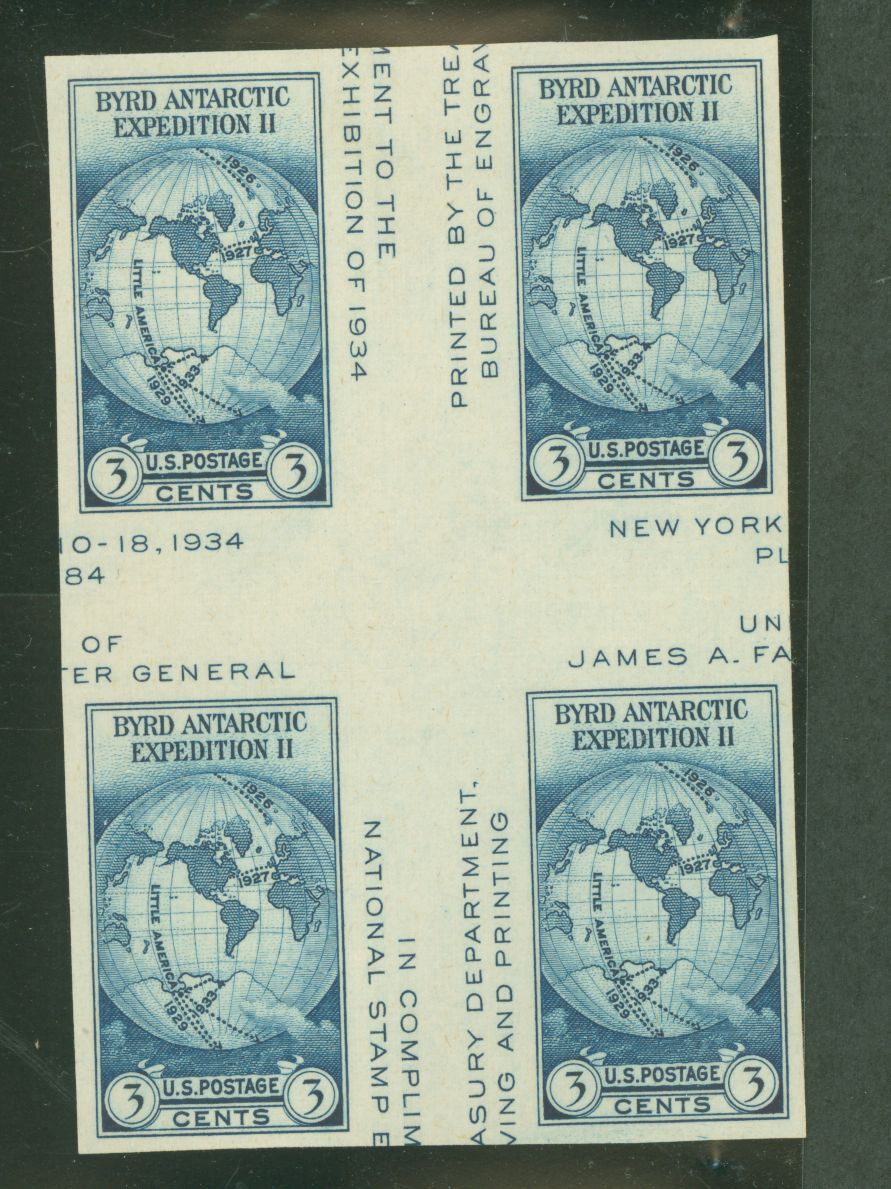 BYRD ANTARCTIC
EXPEDITION II
1926
1927
LITTLE AMERICA
1933
1929
3 U.S.POSTAGE 3
CENTS
MENT TO THE
EXHIBITION OF 1934
PRINTED BY THE TREA
BUREAU OF ENGRAV
BYRD ANTARCTIC
EXPEDITION II
1926
1927
LITTLE AMERICA
1933
1929
3 U.S.POSTAGE 3
CENTS
10-18,1934
84
NEW YORK
PL
OF
TER GENERAL
UN
JAMES A. FA
BYRD ANTARCTIC
EXPEDITION II
1926
1927
LITTLE AMERICA
1933
1929
3 U.S.POSTAGE 3
CENTS
NATIONAL STAMP E
IN COMPLIM
ASURY DEPARTMENT,
VING AND PRINTING
BYRD ANTARCTIC
EXPEDITION II
1926
1927
LITTLE AMERICA
1933
1929
3 U.S.POSTAGE 3
CENTS